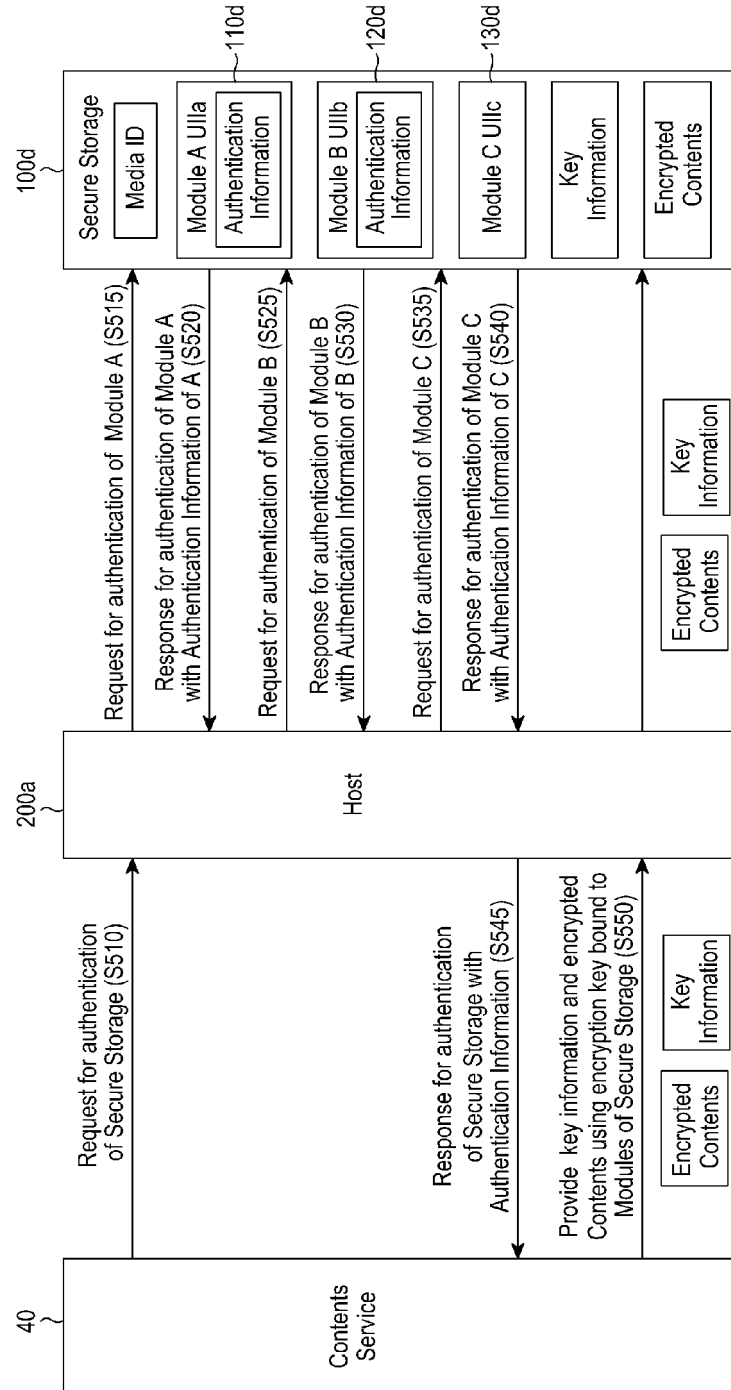 40
Contents
Service
Request for authentication
of Secure Storage (S510)
Response for authentication
of Secure Storage with
Authentication Information (S545)
Provide key information and encrypted
Contents using encryption key bound to
Modules of Secure Storage (S550)
Encrypted
Contents
Key
Information
200a
Host
Request for authentication of Module A (S515)
Response for authentication of Module A
with Authentication Information of A (S520)
Request for authentication of Module B (S525)
Response for authentication of Module B
with Authentication Information of B (S530)
Request for authentication of Module C (S535)
Response for authentication of Module C
with Authentication Information of C (S540)
Encrypted
Contents
Key
Information
100d
Secure Storage
Media ID
Module A UIIa
Authentication
Information
110d
Module B UIIb
Authentication
Information
120d
Module C UIIc
130d
Key
Information
Encrypted
Contents